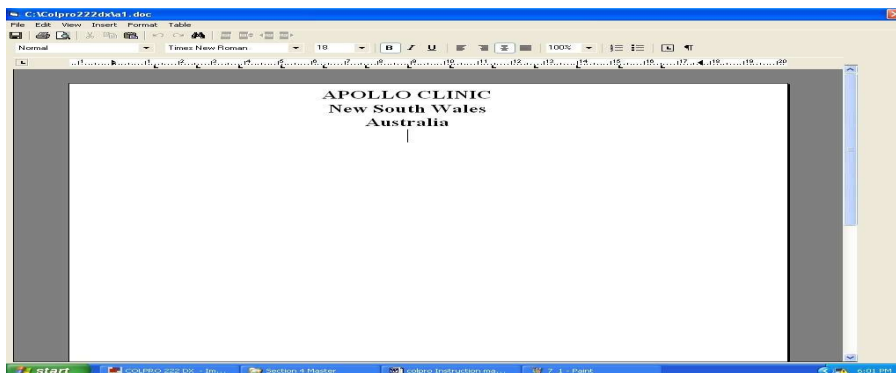 C:\Colpro222dx\a1.doc
File Edit View Insert Format Table
Normal Times New Roman 18 B I U 100%
APOLLO CLINIC
New South Wales
Australia
start COLPRO 222 DX - Im... Section 4 Master colpro Instruction ma... 7_1 - Paint 6:01 PM